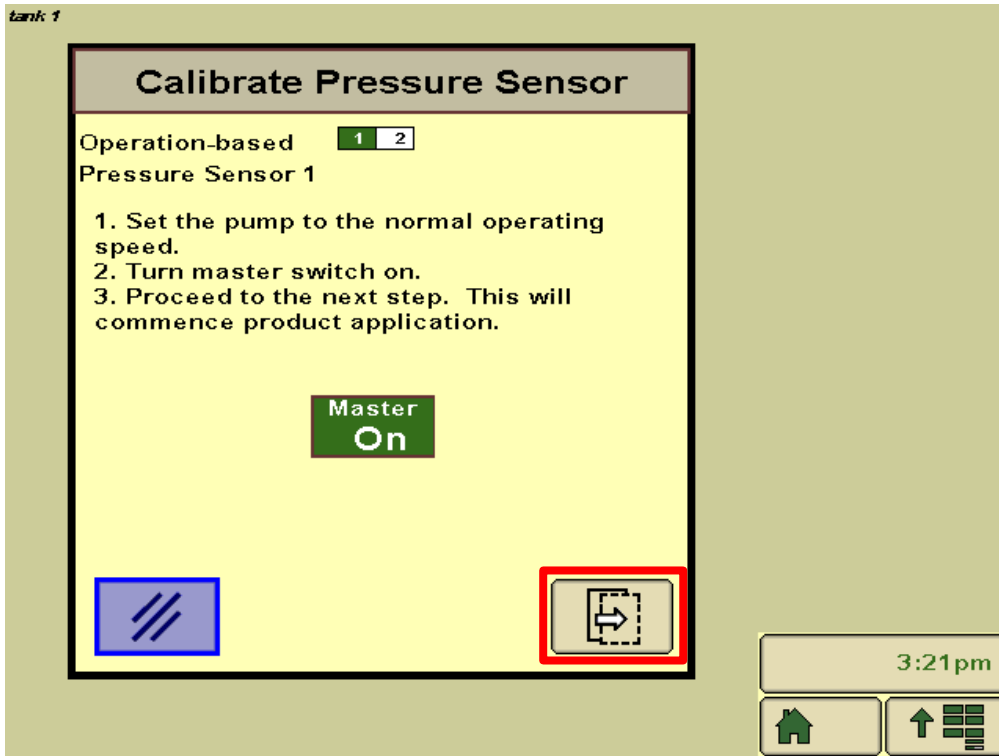 tank 1
Calibrate Pressure Sensor
Operation-based 1 2
Pressure Sensor 1
1. Set the pump to the normal operating
speed.
2. Turn master switch on.
3. Proceed to the next step. This will
commence product application.
Master
On
3:21pm